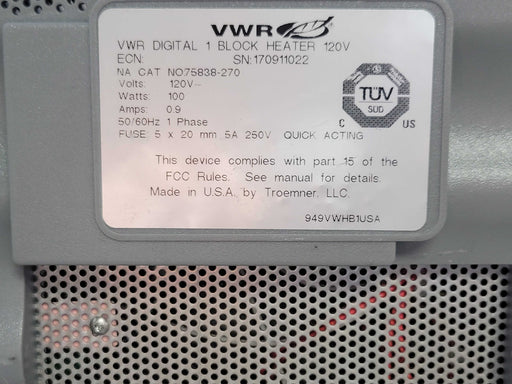 VWR
VWR DIGITAL 1 BLOCK HEATER 120V
ECN: SN:170911022
NA CAT NO.75838-270
Volts: 120V~
Watts: 100
Amps: 0.9
50/60Hz 1 Phase
FUSE: 5 x 20 mm .5A 250V QUICK ACTING
TÜV
SUD
C US
This device complies with part 15 of the
FCC Rules. See manual for details.
Made in U.S.A. by Troemner, LLC.
949VWHB1USA